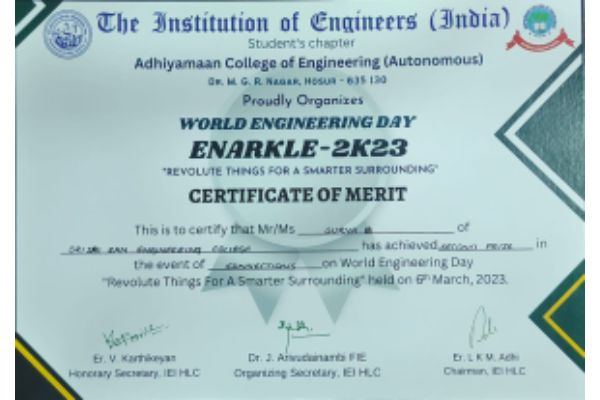 The Institution of Engineers (India)
Student's chapter
Adhiyamaan College of Engineering (Autonomous)
Dr. M. G. R. Nagar, Hosur - 635 130
Proudly Organizes
WORLD ENGINEERING DAY
ENARKLE-2K23
"REVOLUTE THINGS FOR A SMARTER SURROUNDING"
CERTIFICATE OF MERIT
This is to certify that Mr/Ms SURYA of
ENGINEERING COLLEGE has achieved SECOND PRIZE in
the event of CONNECTIONS on World Engineering Day
"Revolute Things For A Smarter Surrounding" held on 6th March, 2023.
Er. V. Karthikeyan
Honorary Secretary, IEI HLC
Dr. J. Arivudainambi FIE
Organizing Secretary, IEI HLC
Er. L K M. Adhi
Chairman, IEI HLC